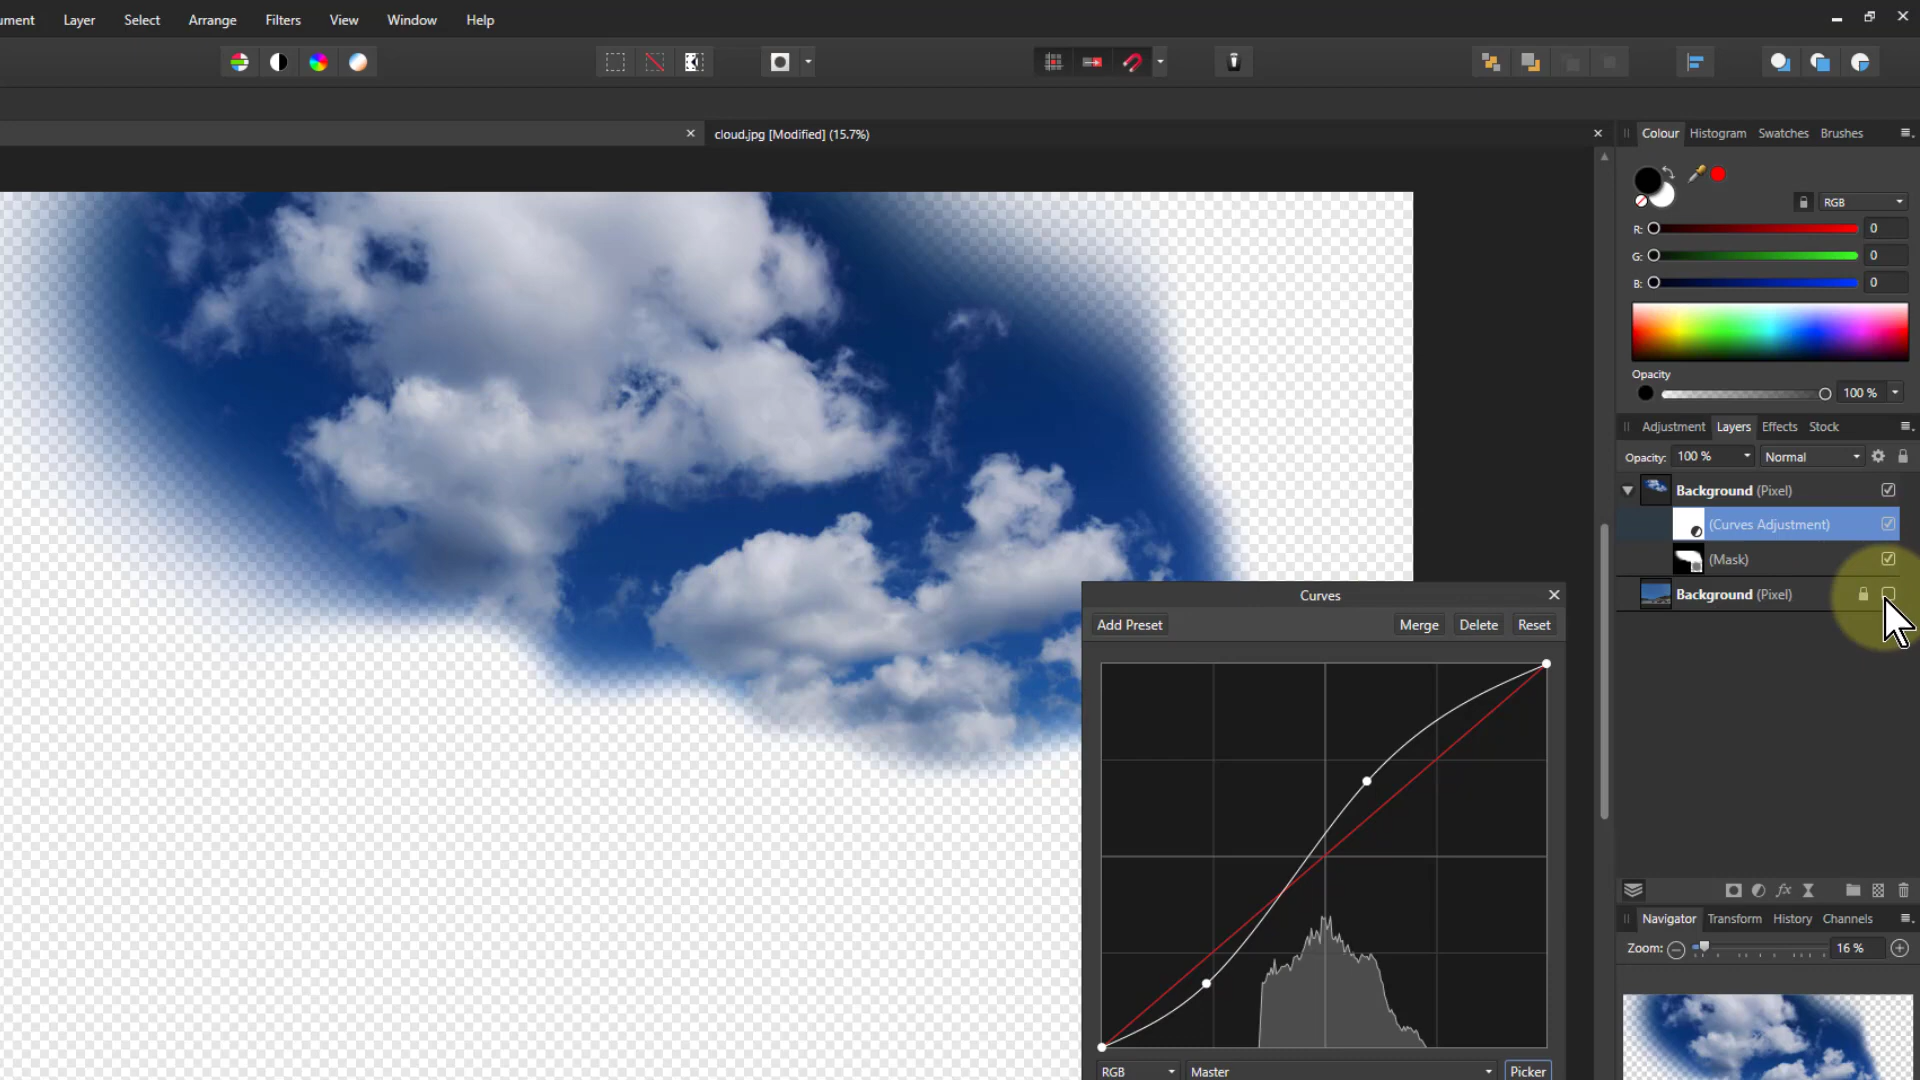 ument Layer Select Arrange Filters View Window Help
cloud.jpg [Modified] (15.7%)
Colour Histogram Swatches Brushes
RGB
R: 0
G: 0
B: 0
Opacity
100 %
Adjustment Layers Effects Stock
Opacity: 100 % Normal
Background (Pixel)
(Curves Adjustment)
(Mask)
Background (Pixel)
Curves
Add Preset Merge Delete Reset
fx
Navigator Transform History Channels
Zoom: 16 %
RGB Master Picker